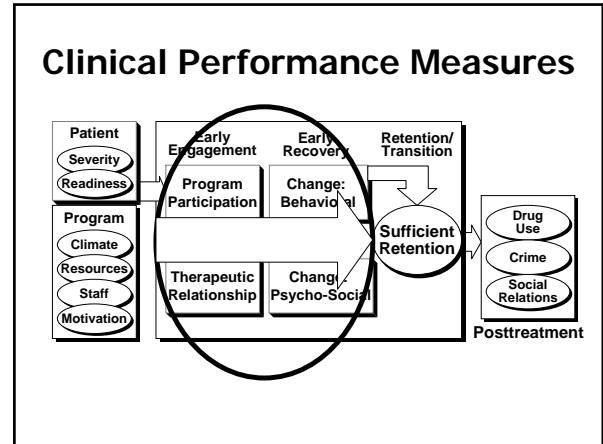 Clinical Performance Measures
Patient
Severity
Readiness
Program
Climate
Resources
Staff
Motivation
Early
Engagement
Program
Participation
Therapeutic
Relationship
Early
Recovery
Change:
Behavioral
Change:
Psycho-Social
Retention/
Transition
Sufficient
Retention
Drug
Use
Crime
Social
Relations
Posttreatment